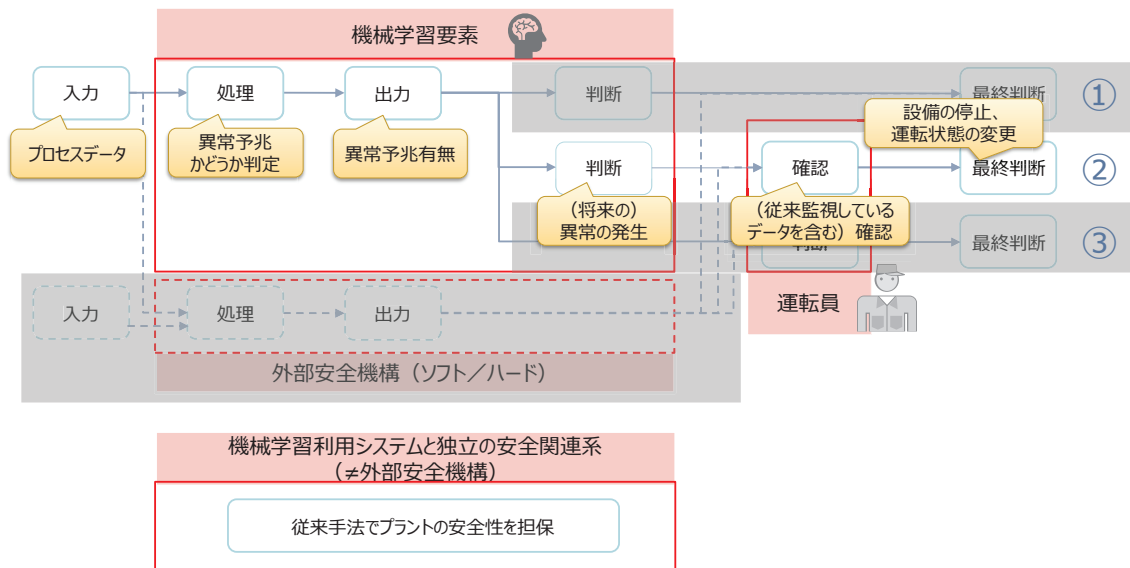 機械学習要素
入力
処理
出力
判断
最終判断
①
プロセスデータ
異常予兆
かどうか判定
異常予兆有無
設備の停止、
運転状態の変更
判断
確認
最終判断
②
(将来の)
異常の発生
(従来監視している
データを含む)確認
判断
最終判断
③
入力
処理
出力
運転員
外部安全機構(ソフト/ハード)
機械学習利用システムと独立の安全関連系
(≠外部安全機構)
従来手法でプラントの安全性を担保